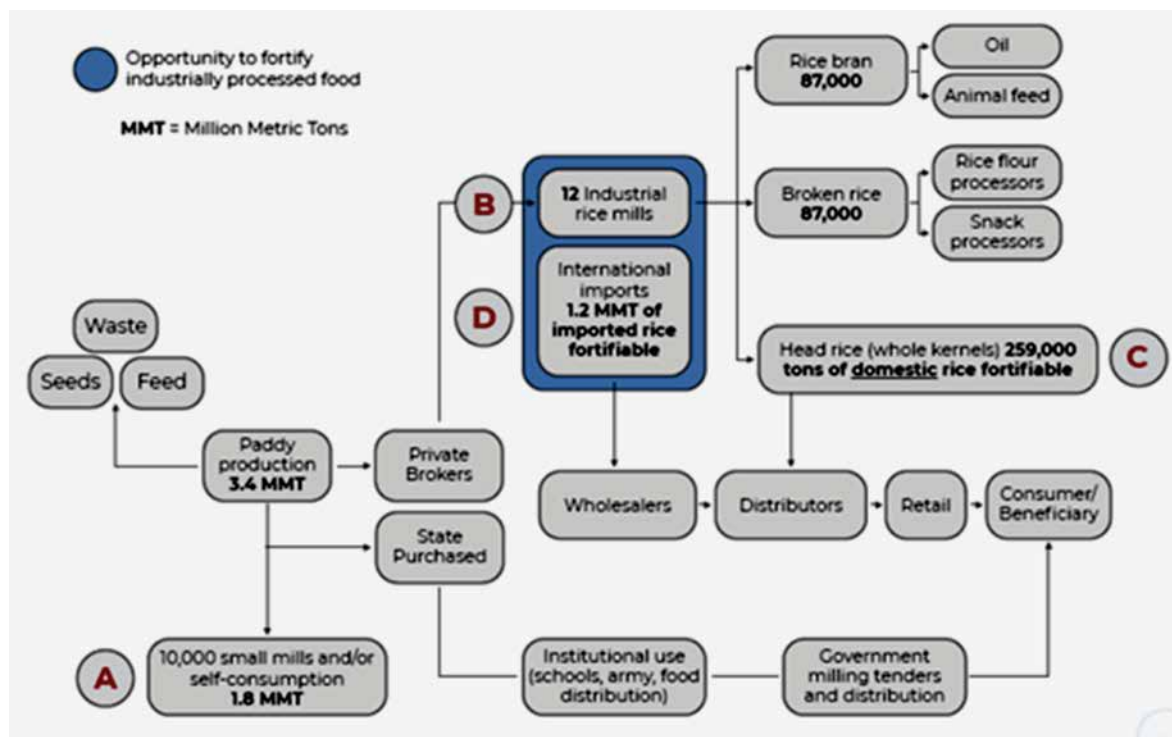 Opportunity to fortify
industrially processed food
MMT = Million Metric Tons
Rice bran
87,000
Oil
Animal feed
B
12 Industrial
rice mills
Broken rice
87,000
Rice flour
processors
Snack
processors
D
International
imports
1.2 MMT of
imported rice
fortifiable
Head rice (whole kernels) 259,000
tons of domestic rice fortifiable
C
Waste
Seeds
Feed
Paddy
production
3.4 MMT
Private
Brokers
Wholesalers
Distributors
Retail
Consumer/
Beneficiary
State
Purchased
A
10,000 small mills and/or
self-consumption
1.8 MMT
Institutional use
(schools, army, food
distribution)
Government
milling tenders
and distribution